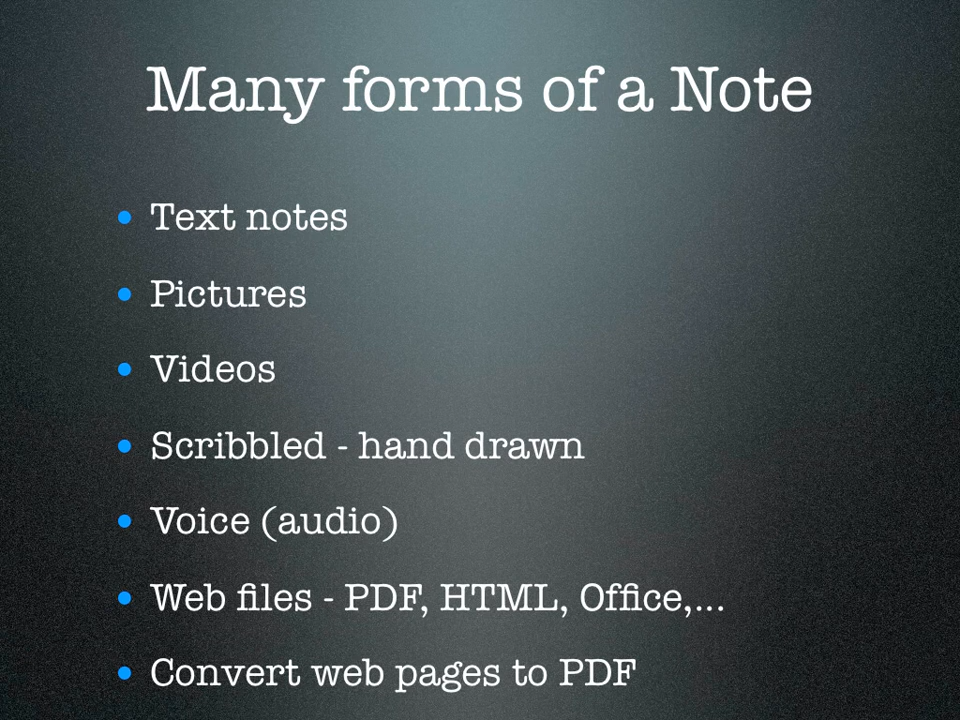 Many forms of a Note
• Text notes
• Pictures
• Videos
• Scribbled - hand drawn
• Voice (audio)
• Web files - PDF, HTML, Office,...
• Convert web pages to PDF